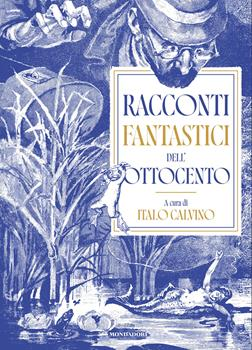 RACCONTI
FANTASTICI
DELL'
OTTOCENTO
A cura di
ITALO CALVINO
MONDADORI